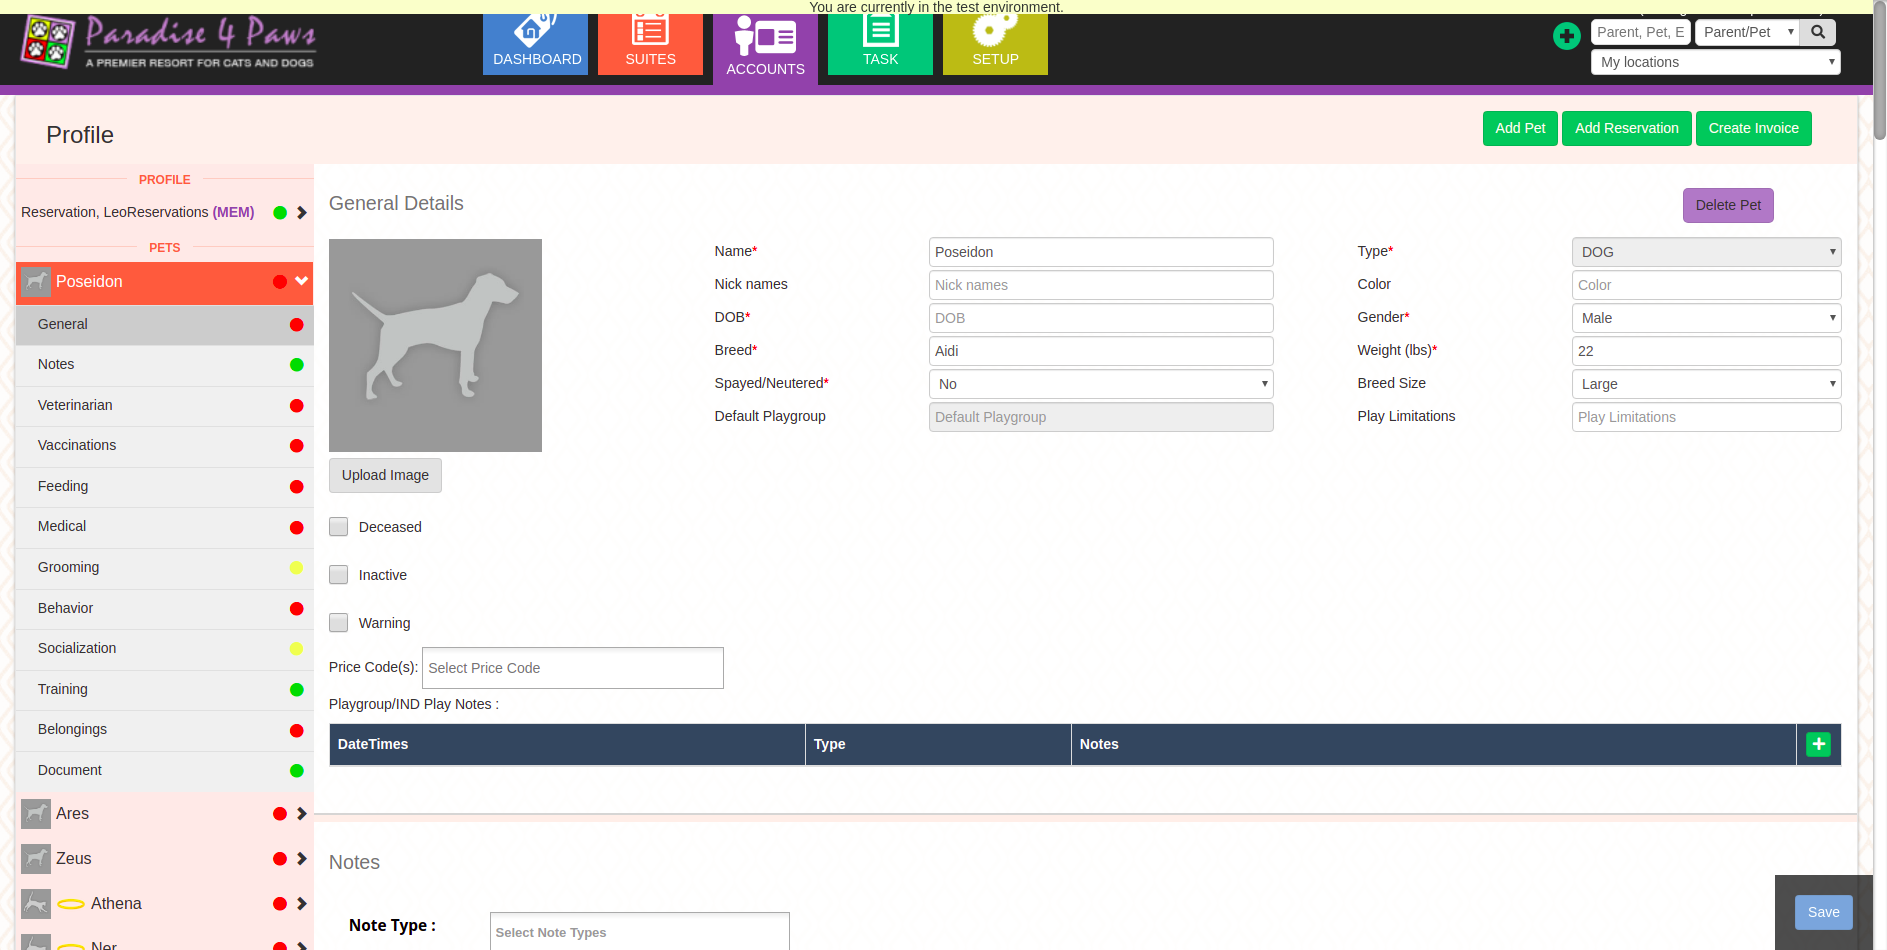 You are currently in the test environment.
Paradise 4 Paws
A PREMIER RESORT FOR CATS AND DOGS
DASHBOARD
SUITES
ACCOUNTS
TASK
SETUP
Parent, Pet, E
Parent/Pet
My locations
Profile
Add Pet
Add Reservation
Create Invoice
PROFILE
Reservation, LeoReservations (MEM)
PETS
Poseidon
General
Notes
Veterinarian
Vaccinations
Feeding
Medical
Grooming
Behavior
Socialization
Training
Belongings
Document
Ares
Zeus
Athena
Ner
General Details
Delete Pet
Name* Poseidon
Type* DOG
Nick names Nick names
Color Color
DOB* DOB
Gender* Male
Breed* Aidi
Weight (lbs)* 22
Spayed/Neutered* No
Breed Size Large
Default Playgroup Default Playgroup
Play Limitations Play Limitations
Upload Image
Deceased
Inactive
Warning
Price Code(s): Select Price Code
Playgroup/IND Play Notes :
DateTimes Type Notes
Notes
Note Type : Select Note Types
Save